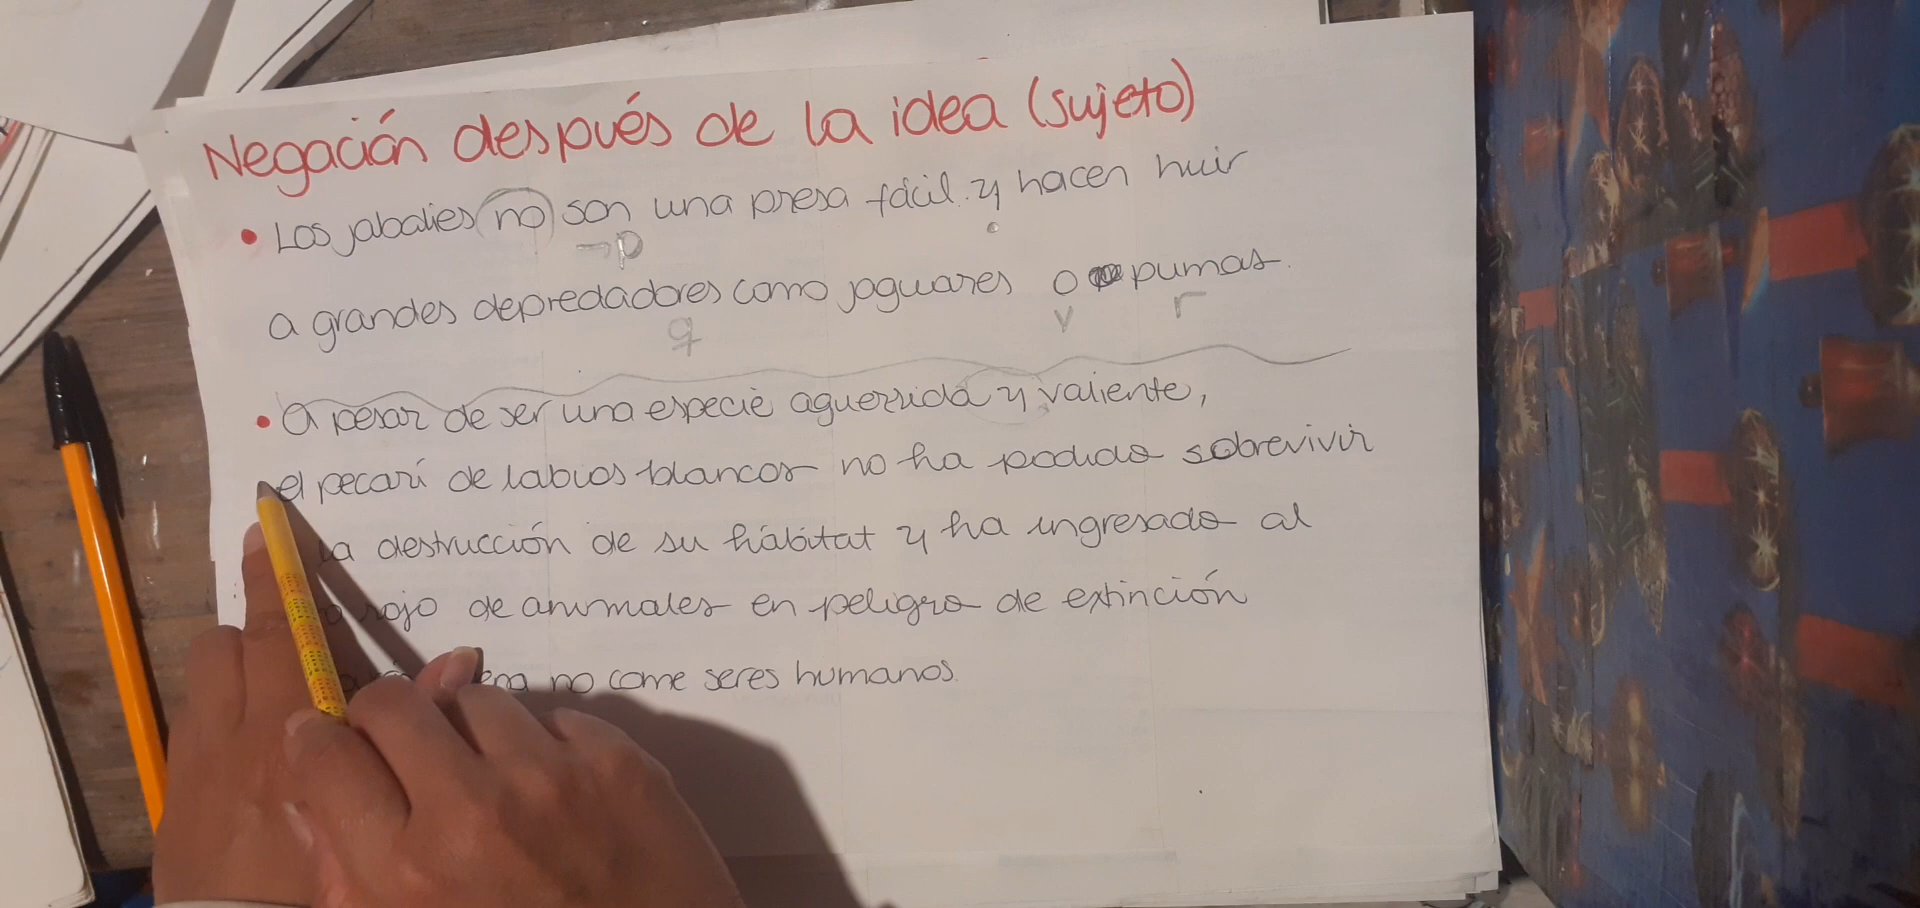 Negación después de la idea (sujeto)
• Los jabalies no son una presa fácil. y hacen huir
¬p
a grandes depredadores como jaguares o pumas.
q v r
• A pesar de ser una especie aguerrida y valiente,
el pecarí de labios blancos no ha podido sobrevivir
la destrucción de su hábitat y ha ingresado al
rojo de animales en peligro de extinción
no come seres humanos.